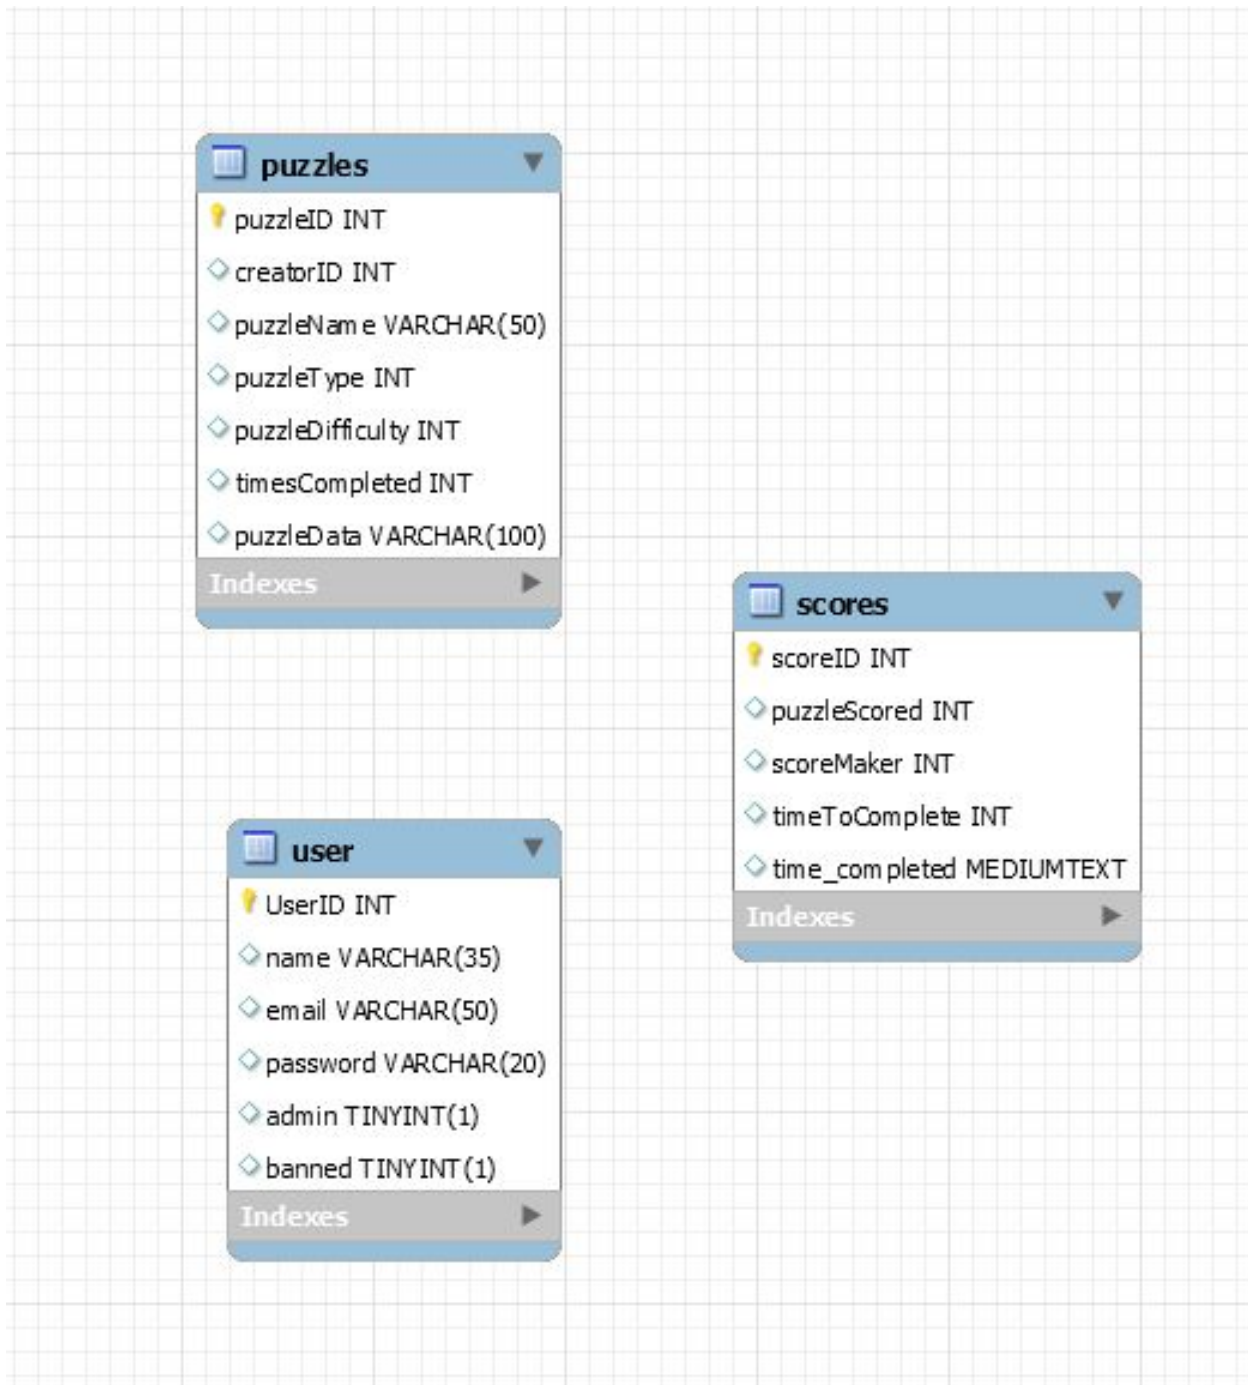 puzzles
puzzleID INT
creatorID INT
puzzleName VARCHAR(50)
puzzleType INT
puzzleDifficulty INT
timesCompleted INT
puzzleData VARCHAR(100)
Indexes
scores
scoreID INT
puzzleScored INT
scoreMaker INT
timeToComplete INT
time_completed MEDIUMTEXT
Indexes
user
UserID INT
name VARCHAR(35)
email VARCHAR(50)
password VARCHAR(20)
admin TINYINT(1)
banned TINYINT(1)
Indexes